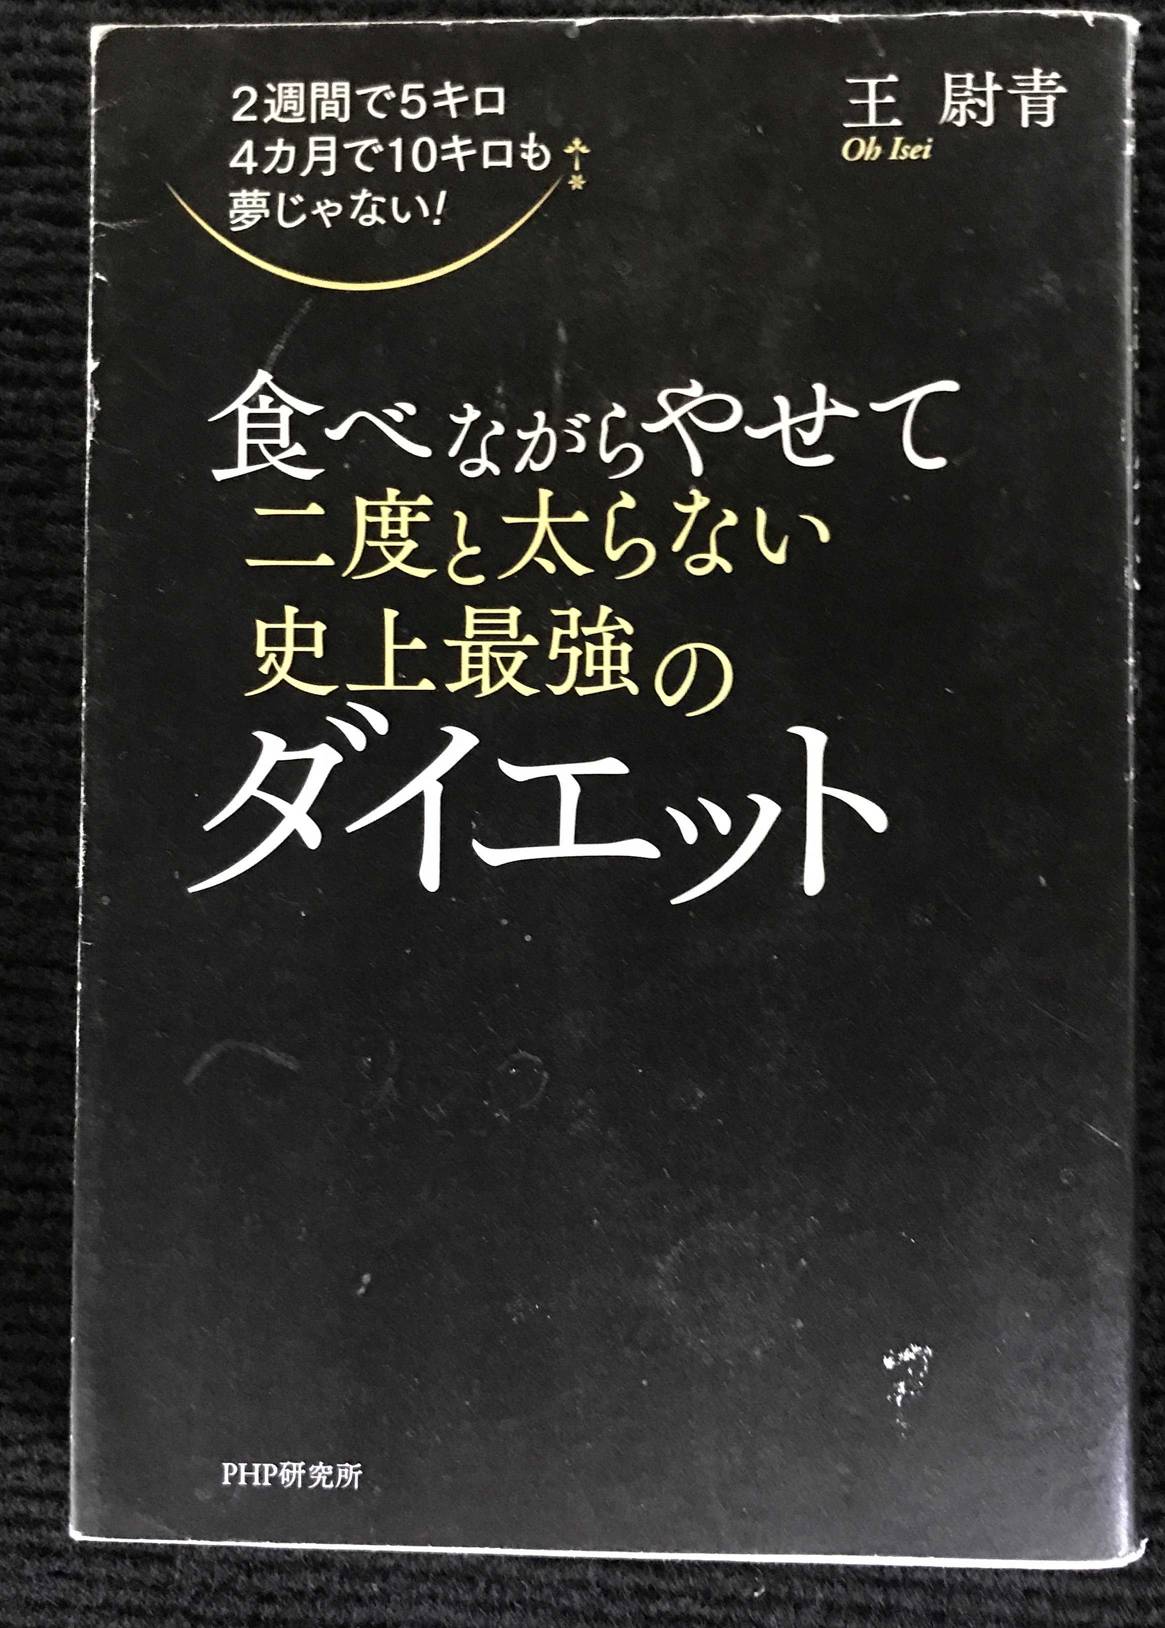 2週間で5キロ
4カ月で10キロも
夢じゃない!
王 尉青
Oh Isei
食べながらやせて
二度と太らない
史上最強の
ダイエット
PHP研究所